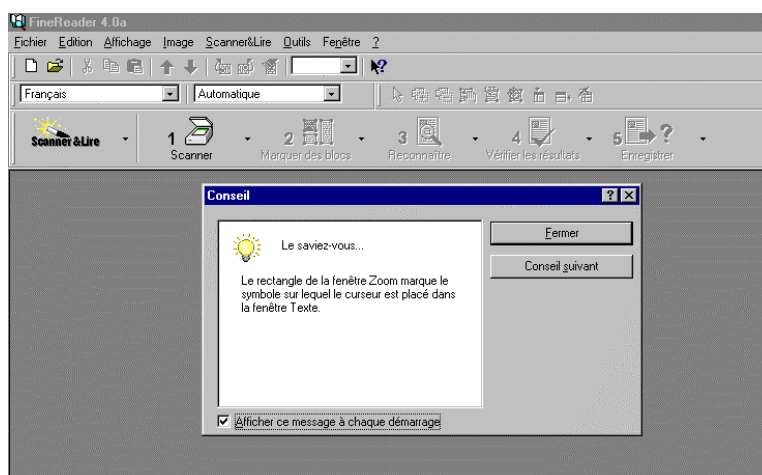 FineReader 4.0a
Fichier Edition Affichage Image Scanner&Lire Outils Fenêtre ?
Français Automatique
Scanner &Lire 1 2 3 4 5 ?
Scanner Marquer des blocs Reconnaître Vérifier les résultats Enregistrer
Conseil
Le saviez-vous...
Le rectangle de la fenêtre Zoom marque le
symbole sur lequel le curseur est placé dans
la fenêtre Texte.
Fermer
Conseil suivant
Afficher ce message à chaque démarrage